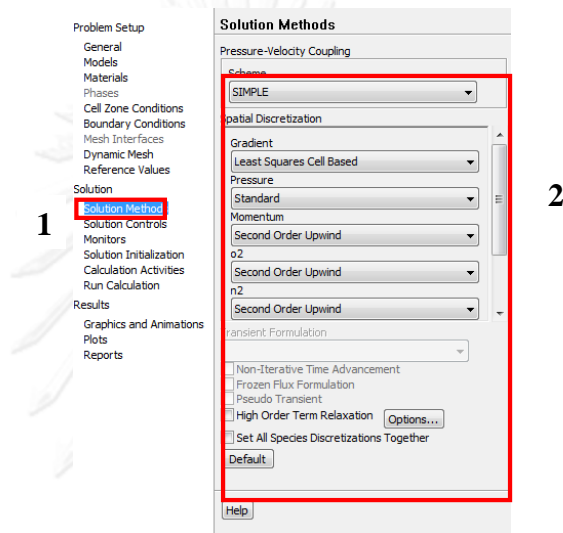 Problem Setup
General
Models
Materials
Phases
Cell Zone Conditions
Boundary Conditions
Mesh Interfaces
Dynamic Mesh
Reference Values
Solution
Solution Methods
Solution Controls
Monitors
Solution Initialization
Calculation Activities
Run Calculation
Results
Graphics and Animations
Plots
Reports
1
Solution Methods
Pressure-Velocity Coupling
Scheme
SIMPLE
Spatial Discretization
Gradient
Least Squares Cell Based
Pressure
Standard
Momentum
Second Order Upwind
o2
Second Order Upwind
n2
Second Order Upwind
Transient Formulation
Non-Iterative Time Advancement
Frozen Flux Formulation
Pseudo Transient
High Order Term Relaxation Options...
Set All Species Discretizations Together
Default
Help
2